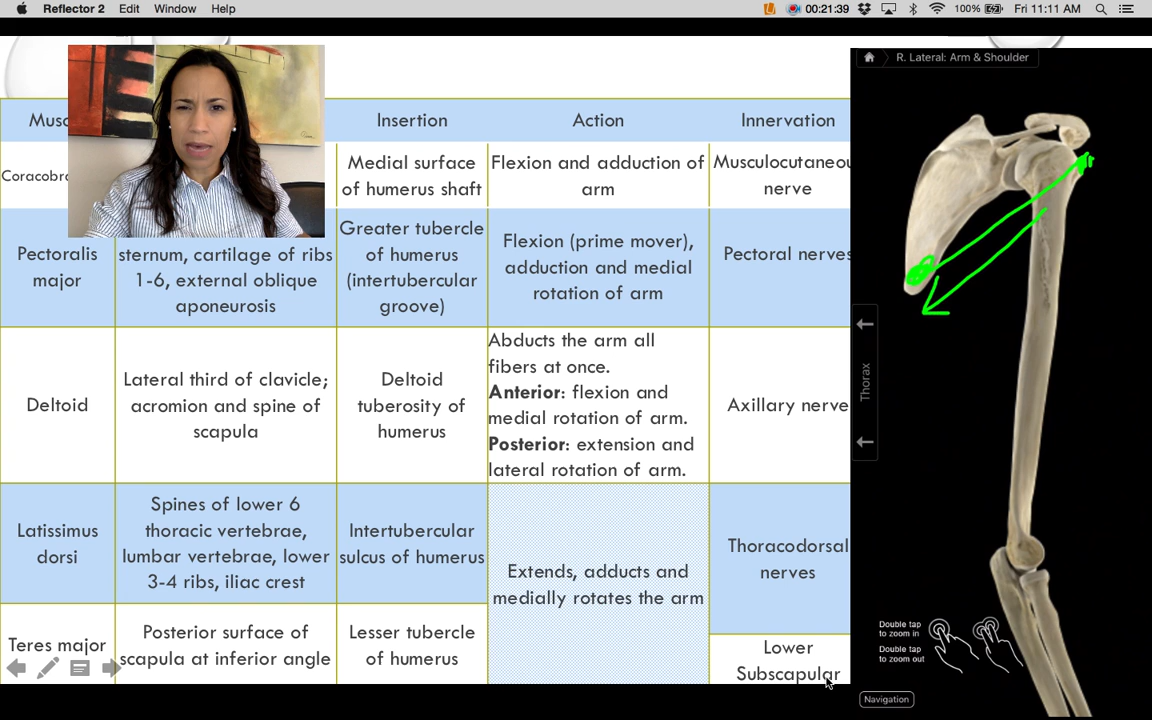 Reflector 2 Edit Window Help 00:21:39 100% Fri 11:11 AM
R. Lateral: Arm & Shoulder
Musc
Insertion
Action
Innervation
Coracobra
Medial surface
of humerus shaft
Flexion and adduction of
arm
Musculocutaneou
nerve
Pectoralis
major
sternum, cartilage of ribs
1-6, external oblique
aponeurosis
Greater tubercle
of humerus
(intertubercular
groove)
Flexion (prime mover),
adduction and medial
rotation of arm
Pectoral nerves
Deltoid
Lateral third of clavicle;
acromion and spine of
scapula
Deltoid
tuberosity of
humerus
Abducts the arm all
fibers at once.
Anterior: flexion and
medial rotation of arm.
Posterior: extension and
lateral rotation of arm.
Axillary nerve
Latissimus
dorsi
Spines of lower 6
thoracic vertebrae,
lumbar vertebrae, lower
3-4 ribs, iliac crest
Intertubercular
sulcus of humerus
Extends, adducts and
medially rotates the arm
Thoracodorsal
nerves
Teres major
Posterior surface of
scapula at inferior angle
Lesser tubercle
of humerus
Lower
Subscapular
Thorax
Double tap
to zoom in
Double tap
to zoom out
Navigation